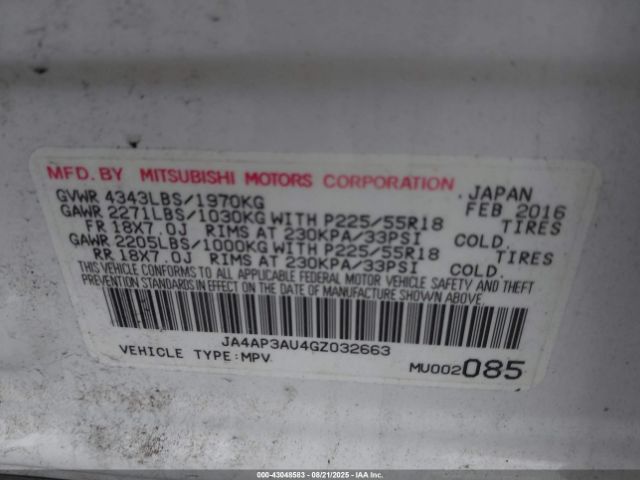 MFD. BY MITSUBISHI MOTORS CORPORATION JAPAN
GVWR 4343LBS/1970KG FEB 2016
GAWR 2271LBS/1030KG WITH P225/55R18 TIRES
FR 18X7.0J RIMS AT 230KPA/33PSI COLD.
GAWR 2205LBS/1000KG WITH P225/55R18 TIRES
RR 18X7.0J RIMS AT 230KPA/33PSI COLD.
THIS VEHICLE CONFORMS TO ALL APPLICABLE FEDERAL MOTOR VEHICLE SAFETY AND THEFT
PREVENTION STANDARDS IN EFFECT ON THE DATE OF MANUFACTURE SHOWN ABOVE.
JA4AP3AU4GZ032663
VEHICLE TYPE:MPV MU002085
000-43048583 - 08/21/2025 - IAAI.COM